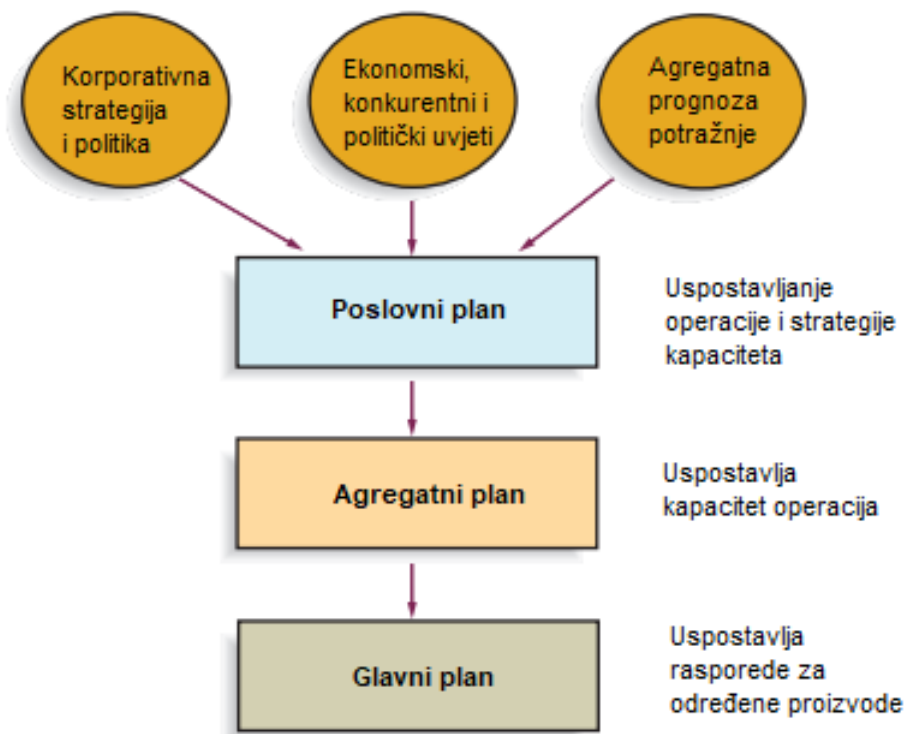 Korporativna
strategija
i politika
Ekonomski,
konkurentni i
politički uvjeti
Agregatna
prognoza
potražnje
Poslovni plan
Uspostavljanje
operacije i strategije
kapaciteta
Agregatni plan
Uspostavlja
kapacitet operacija
Glavni plan
Uspostavlja
rasporede za
određene proizvode